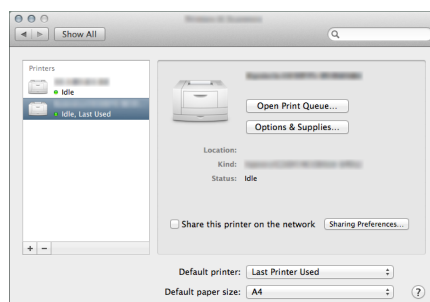 Show All
Printers
Idle
Idle, Last Used
Open Print Queue...
Options & Supplies...
Location:
Kind:
Status: Idle
Share this printer on the network Sharing Preferences...
+ −
Default printer: Last Printer Used
Default paper size: A4 ?